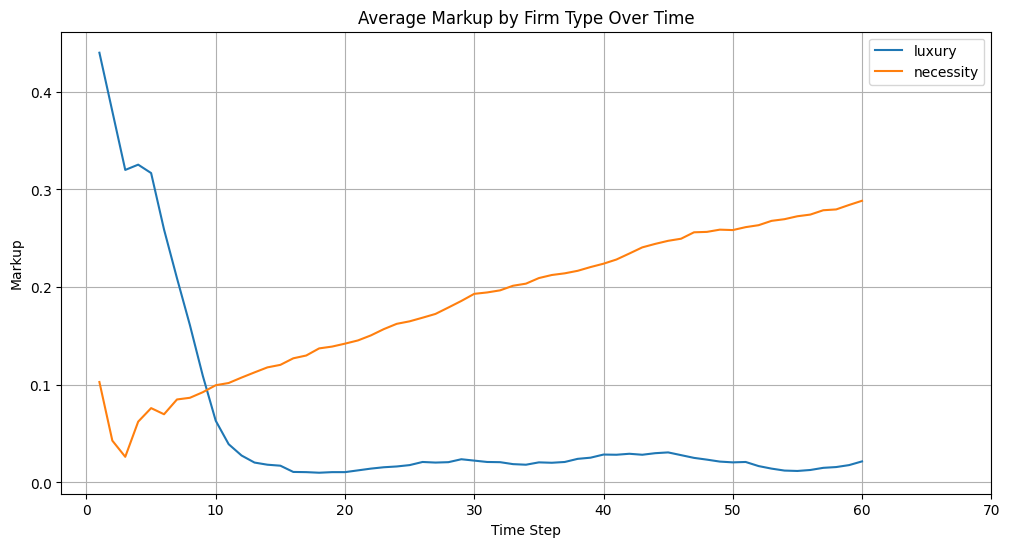 Average Markup by Firm Type Over Time
luxury
necessity
Markup
0.4
0.3
0.2
0.1
0.0
0 10 20 30 40 50 60 70
Time Step